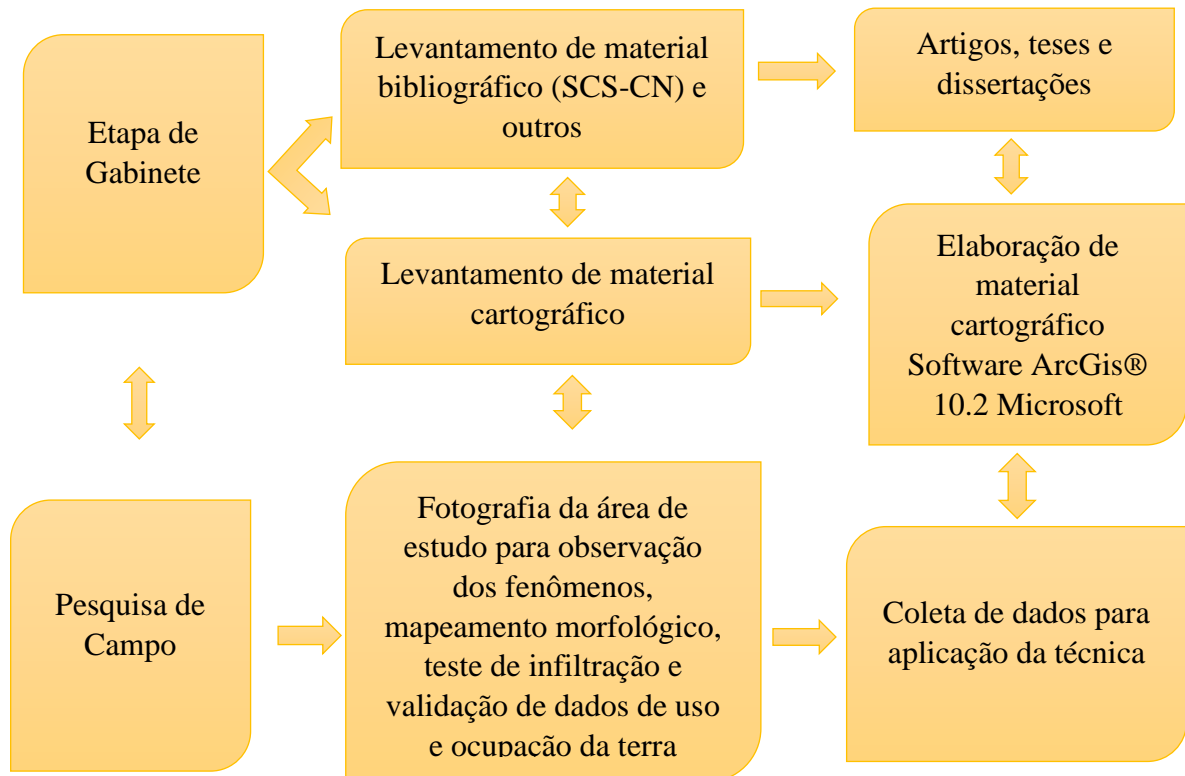 Etapa de
Gabinete
Levantamento de material
bibliográfico (SCS-CN) e
outros
Artigos, teses e
dissertações
Levantamento de material
cartográfico
Elaboração de
material
cartográfico
Software ArcGis®
10.2 Microsoft
Pesquisa de
Campo
Fotografia da área de
estudo para observação
dos fenômenos,
mapeamento morfológico,
teste de infiltração e
validação de dados de uso
e ocupação da terra
Coleta de dados para
aplicação da técnica